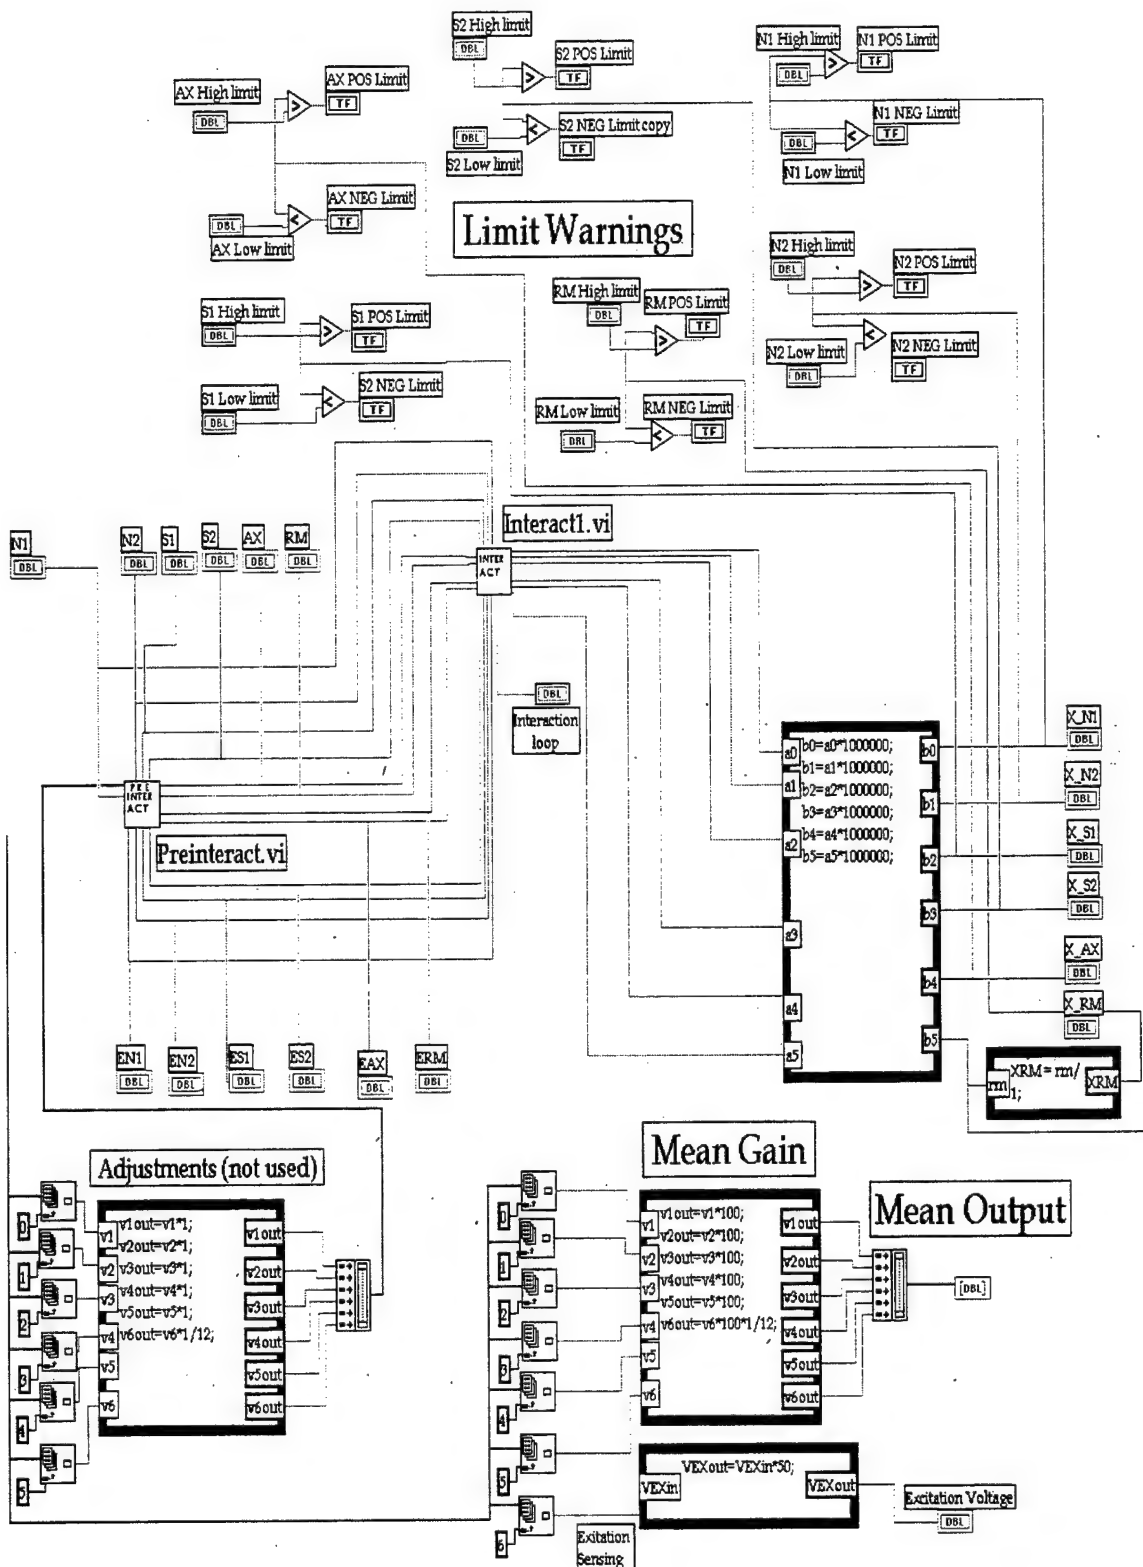 S2 High limit
DBL
S2 POS Limit
TF
N1 High limit
DBL
N1 POS Limit
TF
AX High limit
DBL
AX POS Limit
TF
S2 NEG Limit copy
TF
DBL
S2 Low limit
N1 NEG Limit
TF
DBL
N1 Low limit
AX NEG Limit
TF
DBL
AX Low limit
Limit Warnings
N2 High limit
DBL
N2 POS Limit
TF
S1 High limit
DBL
S1 POS Limit
TF
RM High limit
DBL
RM POS Limit
TF
N2 Low limit
DBL
N2 NEG Limit
TF
S1 Low limit
DBL
S2 NEG Limit
TF
RM Low limit
DBL
RM NEG Limit
TF
Interact1.vi
INTER
ACT
N1
DBL
N2
DBL
S1
DBL
S2
DBL
AX
DBL
RM
DBL
DBL
Interaction
loop
PRE
INTER
ACT
Preinteract.vi
a0
a1
a2
a3
a4
a5
b0=a0*1000000;
b1=a1*1000000;
b2=a2*1000000;
b3=a3*1000000;
b4=a4*1000000;
b5=a5*1000000;
b0
b1
b2
b3
b4
b5
X_N1
DBL
X_N2
DBL
X_S1
DBL
X_S2
DBL
X_AX
DBL
X_RM
DBL
rm
XRM = rm/
1;
XRM
EN1
DBL
EN2
DBL
ES1
DBL
ES2
DBL
EAX
DBL
ERM
DBL
Adjustments (not used)
0
1
2
3
4
5
v1
v2
v3
v4
v5
v6
v1out=v1*1;
v2out=v2*1;
v3out=v3*1;
v4out=v4*1;
v5out=v5*1;
v6out=v6*1/12;
v1out
v2out
v3out
v4out
v5out
v6out
Mean Gain
0
1
2
3
4
5
6
v1
v2
v3
v4
v5
v6
v1out=v1*100;
v2out=v2*100;
v3out=v3*100;
v4out=v4*100;
v5out=v5*100;
v6out=v6*100*1/12;
v1out
v2out
v3out
v4out
v5out
v6out
Mean Output
[DBL]
VEXin
VEXout=VEXin*50;
VEXout
Excitation Voltage
DBL
Exitation
Sensing